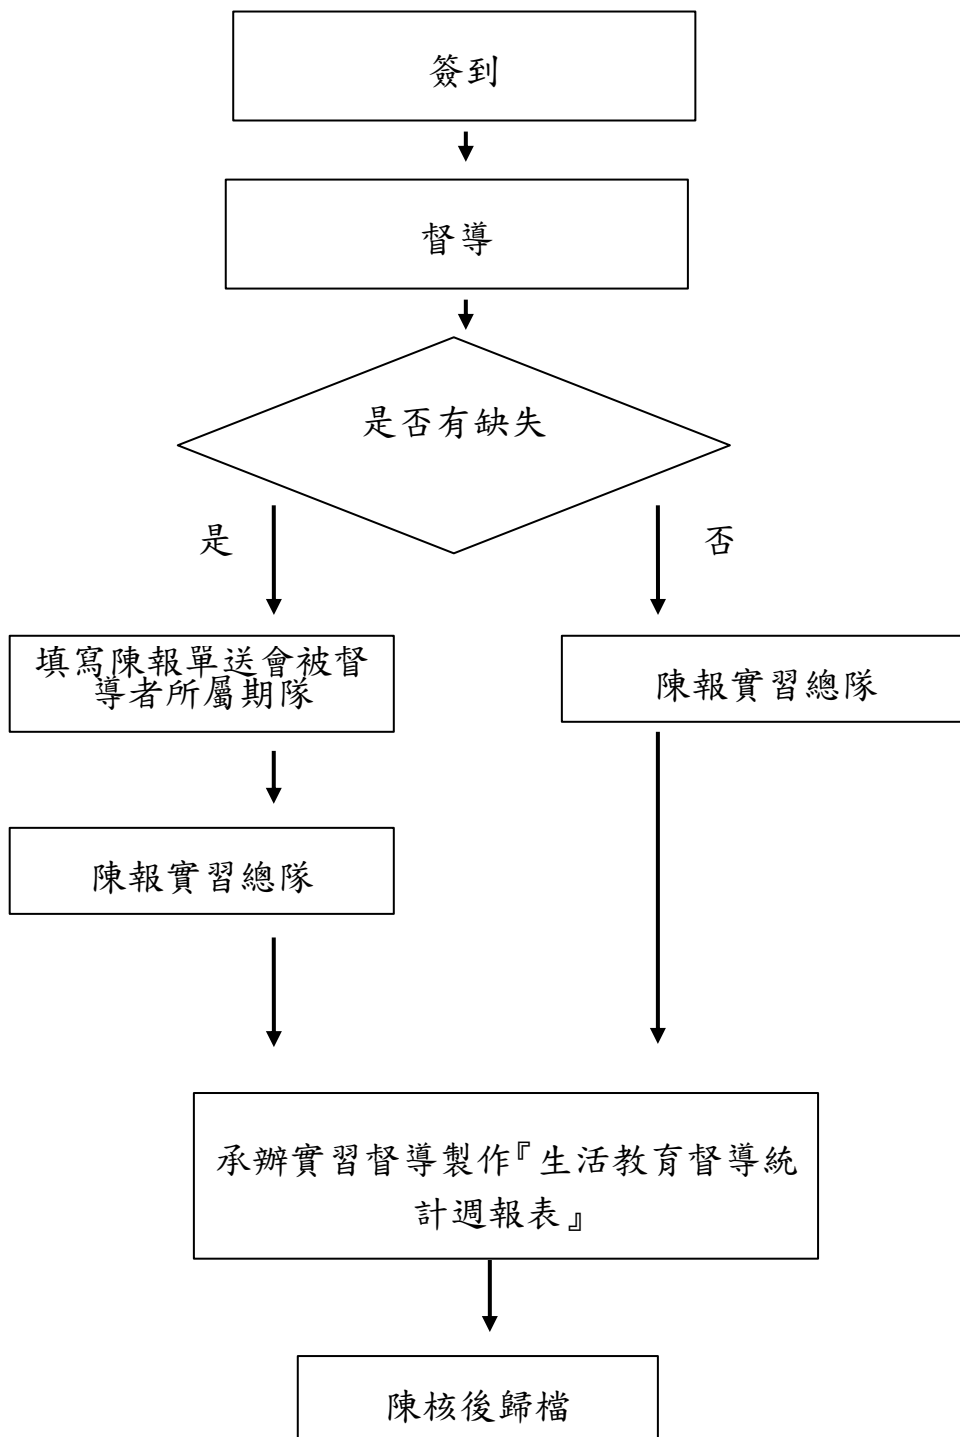 簽到
督導
是否有缺失
是
否
填寫陳報單送會被督
導者所屬期隊
陳報實習總隊
陳報實習總隊
承辦實習督導製作『生活教育督導統
計週報表』
陳核後歸檔